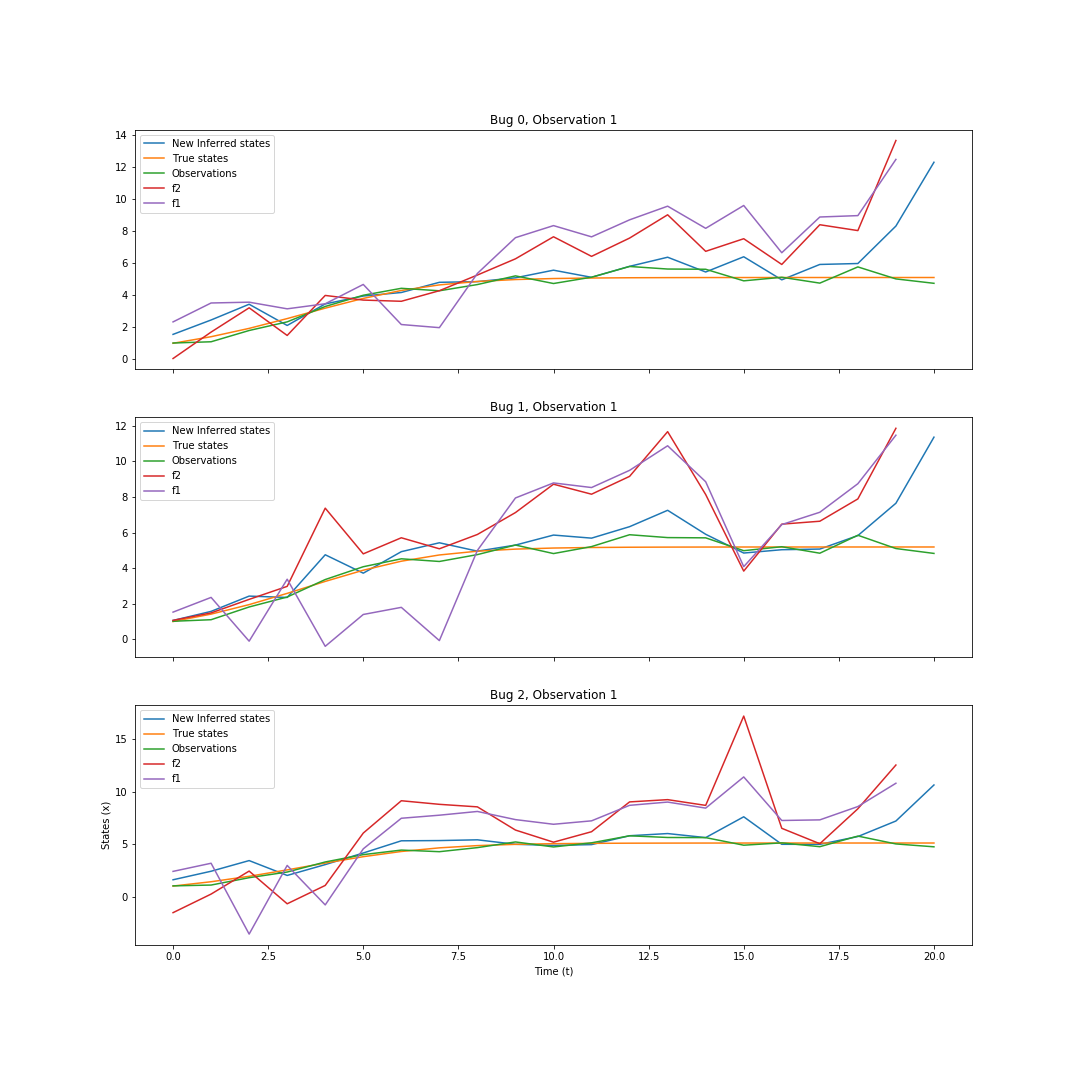 Bug 0, Observation 1
14
12
10
8
6
4
2
0
New Inferred states
True states
Observations
f2
f1
Bug 1, Observation 1
12
10
8
6
4
2
0
New Inferred states
True states
Observations
f2
f1
Bug 2, Observation 1
15
10
5
0
States (x)
New Inferred states
True states
Observations
f2
f1
0.0 2.5 5.0 7.5 10.0 12.5 15.0 17.5 20.0
Time (t)